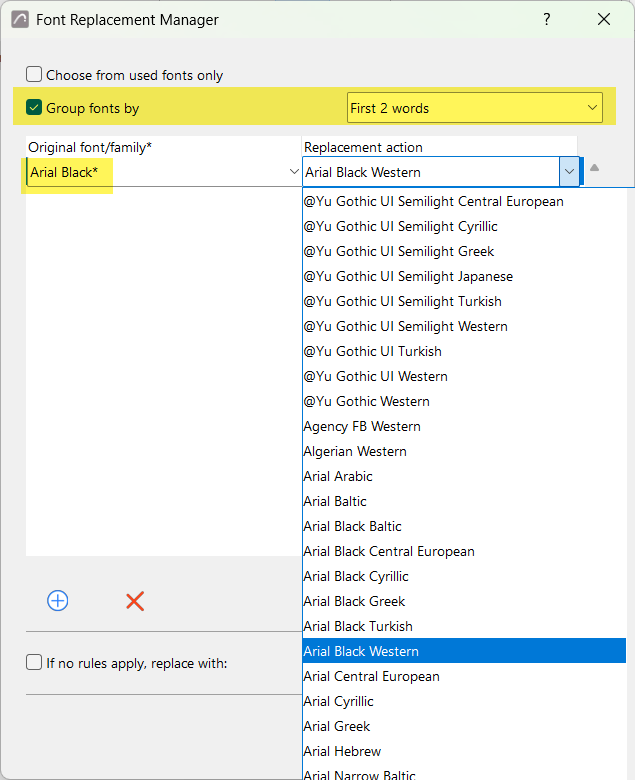 Font Replacement Manager ?
Choose from used fonts only
Group fonts by First 2 words
Original font/family* Replacement action
Arial Black* Arial Black Western
@Yu Gothic UI Semilight Central European
@Yu Gothic UI Semilight Cyrillic
@Yu Gothic UI Semilight Greek
@Yu Gothic UI Semilight Japanese
@Yu Gothic UI Semilight Turkish
@Yu Gothic UI Semilight Western
@Yu Gothic UI Turkish
@Yu Gothic UI Western
@Yu Gothic Western
Agency FB Western
Algerian Western
Arial Arabic
Arial Baltic
Arial Black Baltic
Arial Black Central European
Arial Black Cyrillic
Arial Black Greek
Arial Black Turkish
Arial Black Western
Arial Central European
Arial Cyrillic
Arial Greek
Arial Hebrew
Arial Narrow Baltic
If no rules apply, replace with: